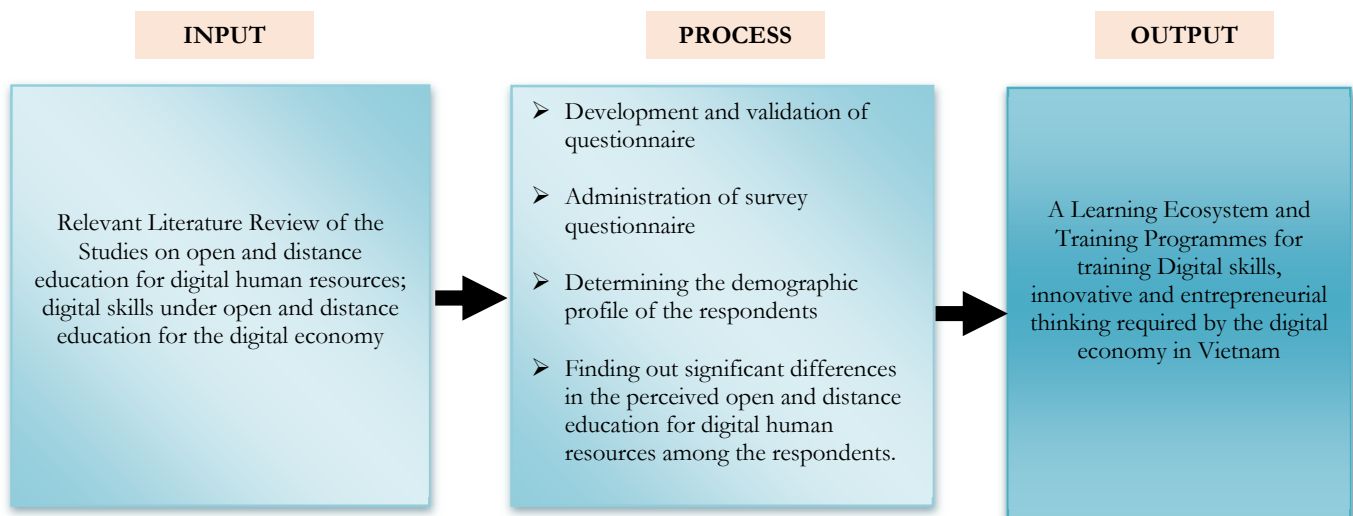 INPUT
PROCESS
OUTPUT
Relevant Literature Review of the
Studies on open and distance
education for digital human resources;
digital skills under open and distance
education for the digital economy
➢ Development and validation of
questionnaire
➢ Administration of survey
questionnaire
➢ Determining the demographic
profile of the respondents
➢ Finding out significant differences
in the perceived open and distance
education for digital human
resources among the respondents.
A Learning Ecosystem and
Training Programmes for
training Digital skills,
innovative and entrepreneurial
thinking required by the digital
economy in Vietnam